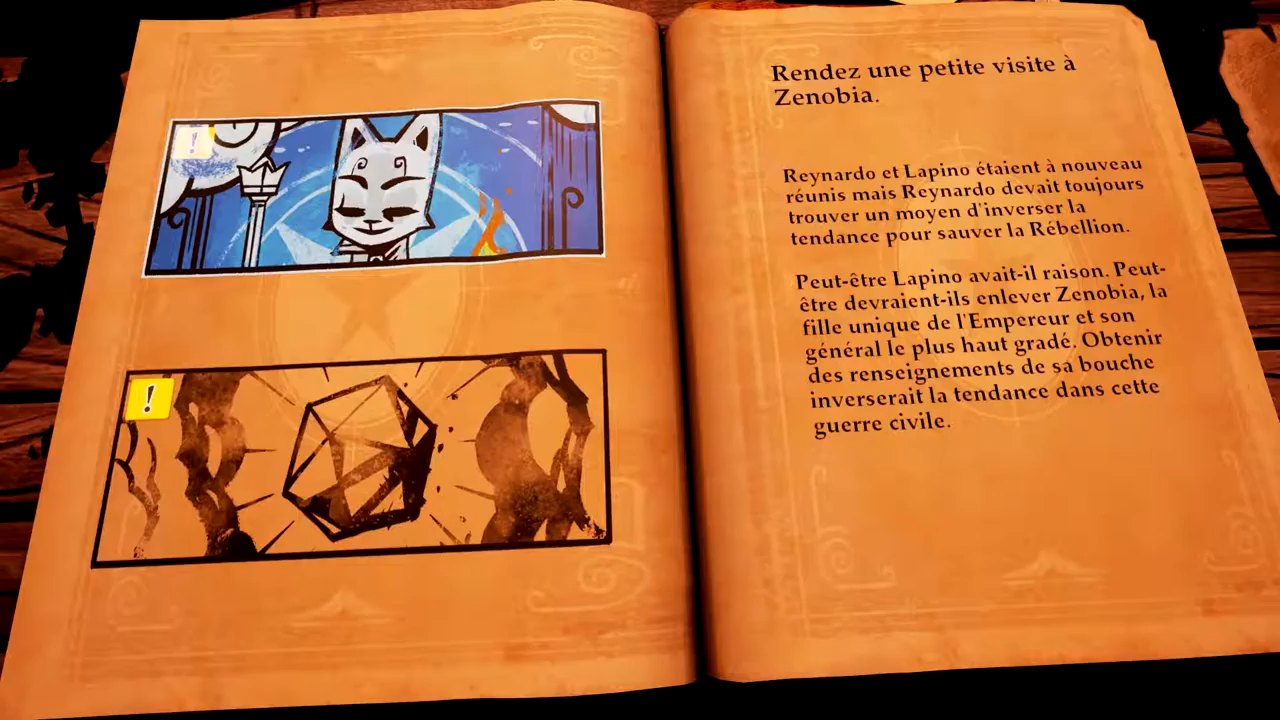 !
!
Rendez une petite visite à
Zenobia.
Reynardo et Lapino étaient à nouveau
réunis mais Reynardo devait toujours
trouver un moyen d'inverser la
tendance pour sauver la Rébellion.
Peut-être Lapino avait-il raison. Peut-
être devraient-ils enlever Zenobia, la
fille unique de l'Empereur et son
général le plus haut gradé. Obtenir
des renseignements de sa bouche
inverserait la tendance dans cette
guerre civile.